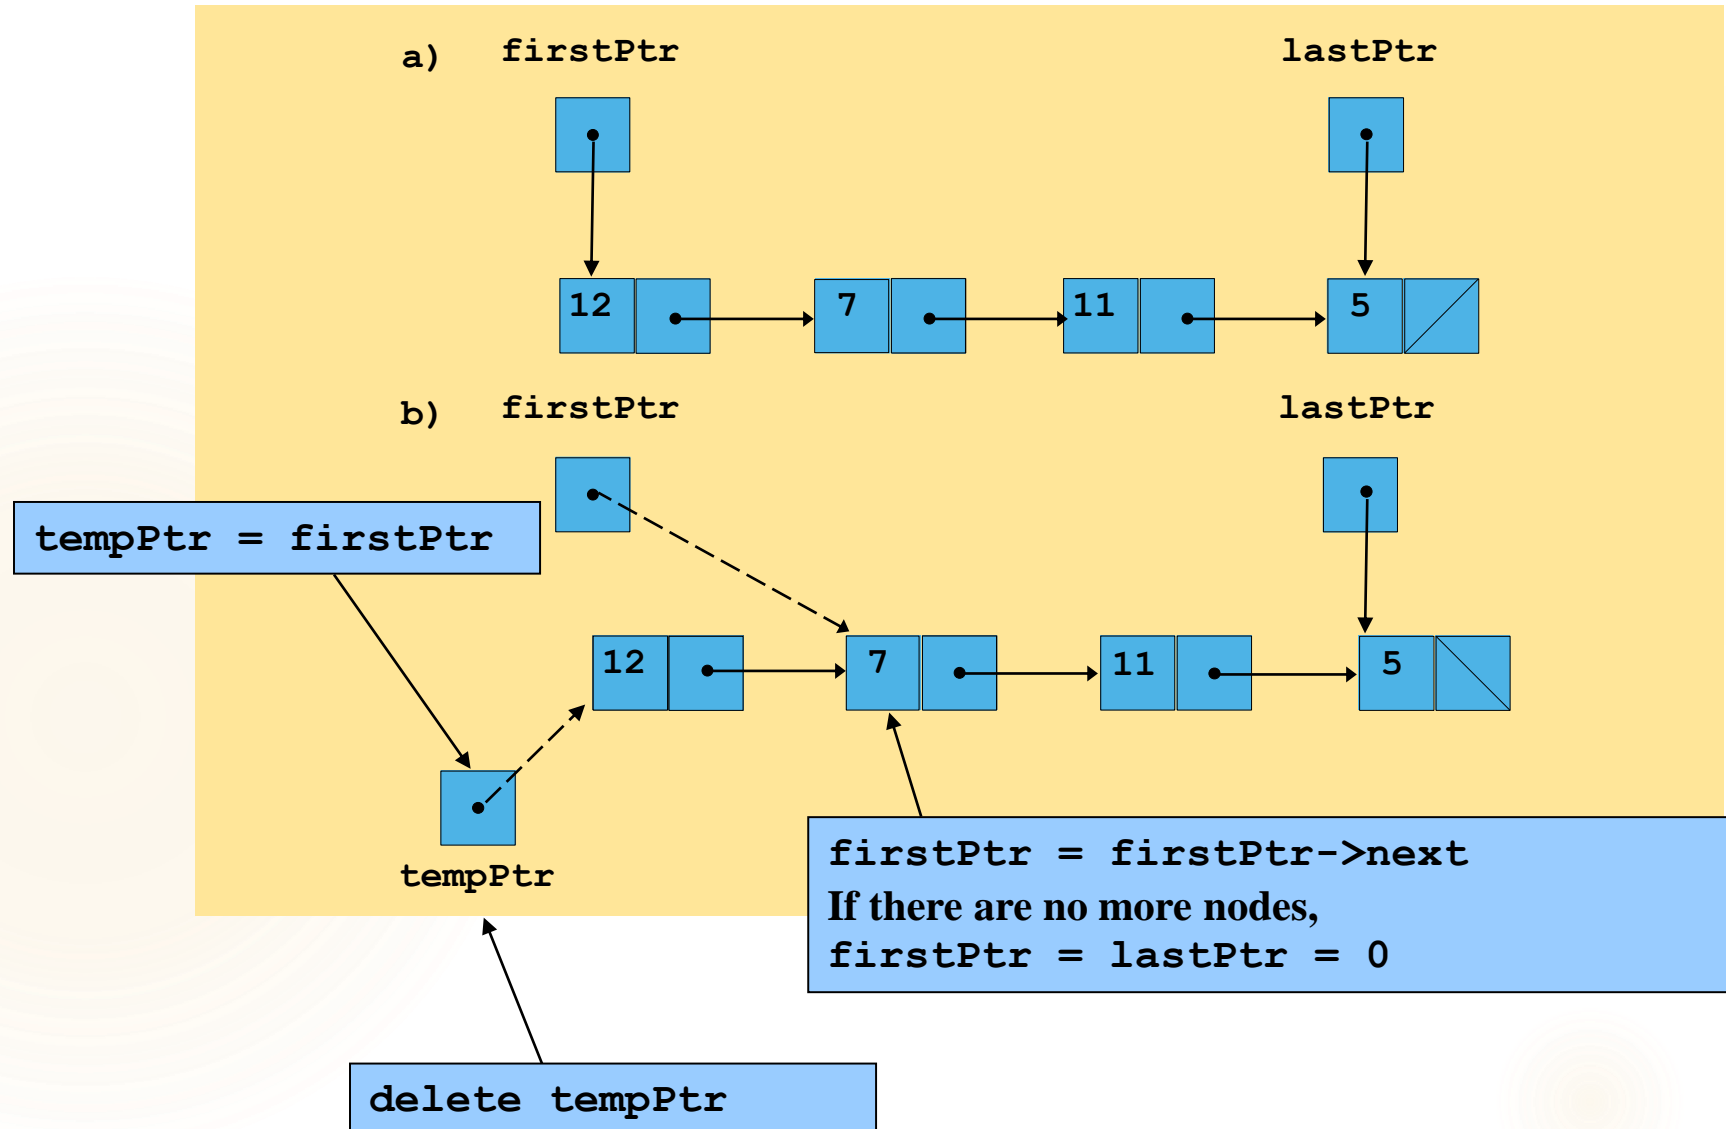 a) firstPtr lastPtr
12 7 11 5
b) firstPtr lastPtr
tempPtr = firstPtr
12 7 11 5
tempPtr
firstPtr = firstPtr->next
If there are no more nodes,
firstPtr = lastPtr = 0
delete tempPtr